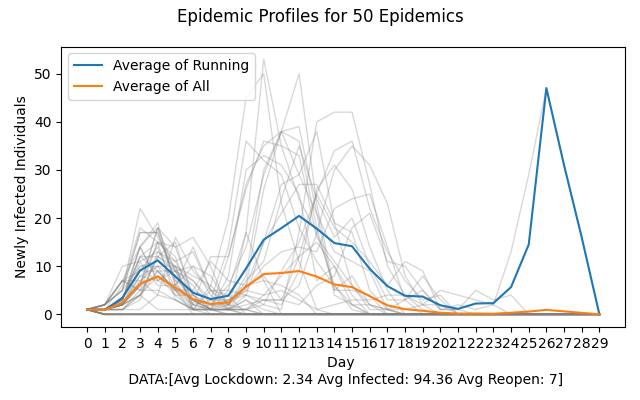 Epidemic Profiles for 50 Epidemics
Average of Running
Average of All
Newly Infected Individuals
50
40
30
20
10
0
0 1 2 3 4 5 6 7 8 9 10 11 12 13 14 15 16 17 18 19 20 21 22 23 24 25 26 27 28 29
Day
DATA:[Avg Lockdown: 2.34 Avg Infected: 94.36 Avg Reopen: 7]